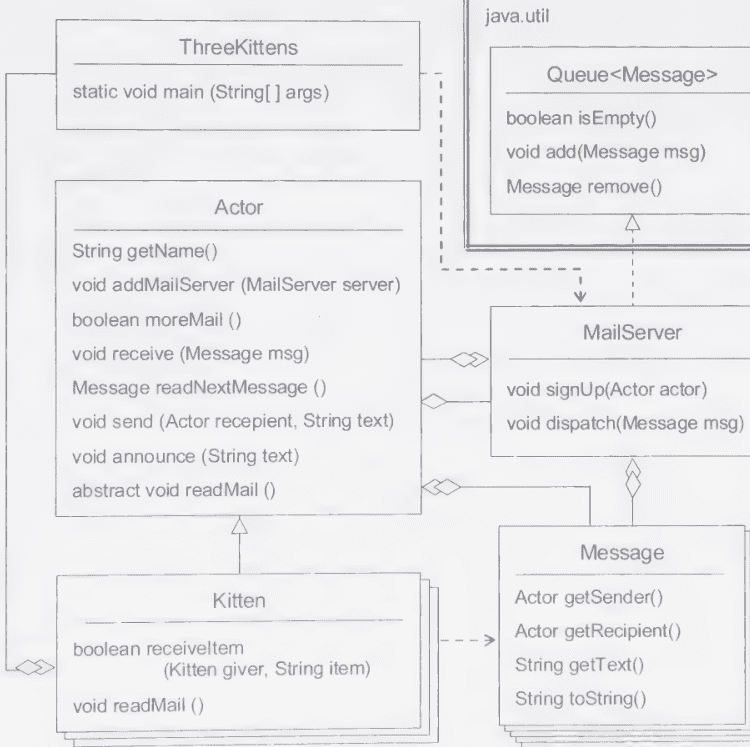 ThreeKittens
static void main (String[ ] args)
java.util
Queue<Message>
boolean isEmpty()
void add(Message msg)
Message remove()
Actor
String getName()
void addMailServer (MailServer server)
boolean moreMail ()
void receive (Message msg)
Message readNextMessage ()
void send (Actor recepient, String text)
void announce (String text)
abstract void readMail ()
MailServer
void signUp(Actor actor)
void dispatch(Message msg)
Kitten
boolean receiveItem
(Kitten giver, String item)
void readMail ()
Message
Actor getSender()
Actor getRecipient()
String getText()
String toString()